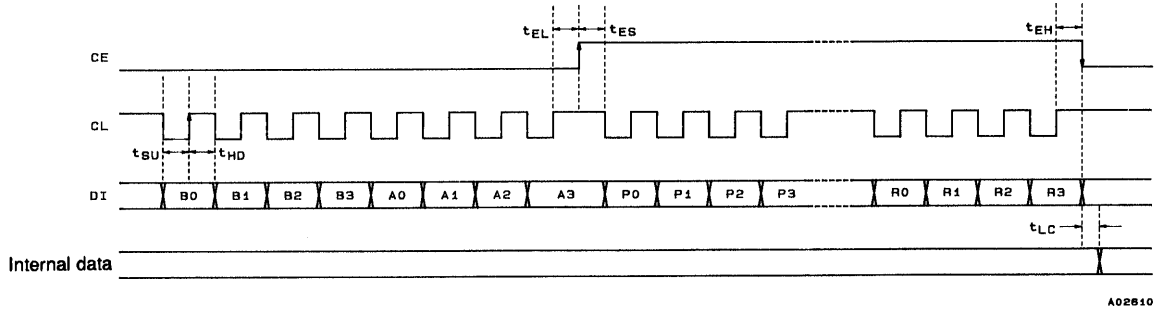 tEL tES tEH
CE
CL
tSU tHD
DI B0 B1 B2 B3 A0 A1 A2 A3 P0 P1 P2 P3 R0 R1 R2 R3
tLC
Internal data
A02610